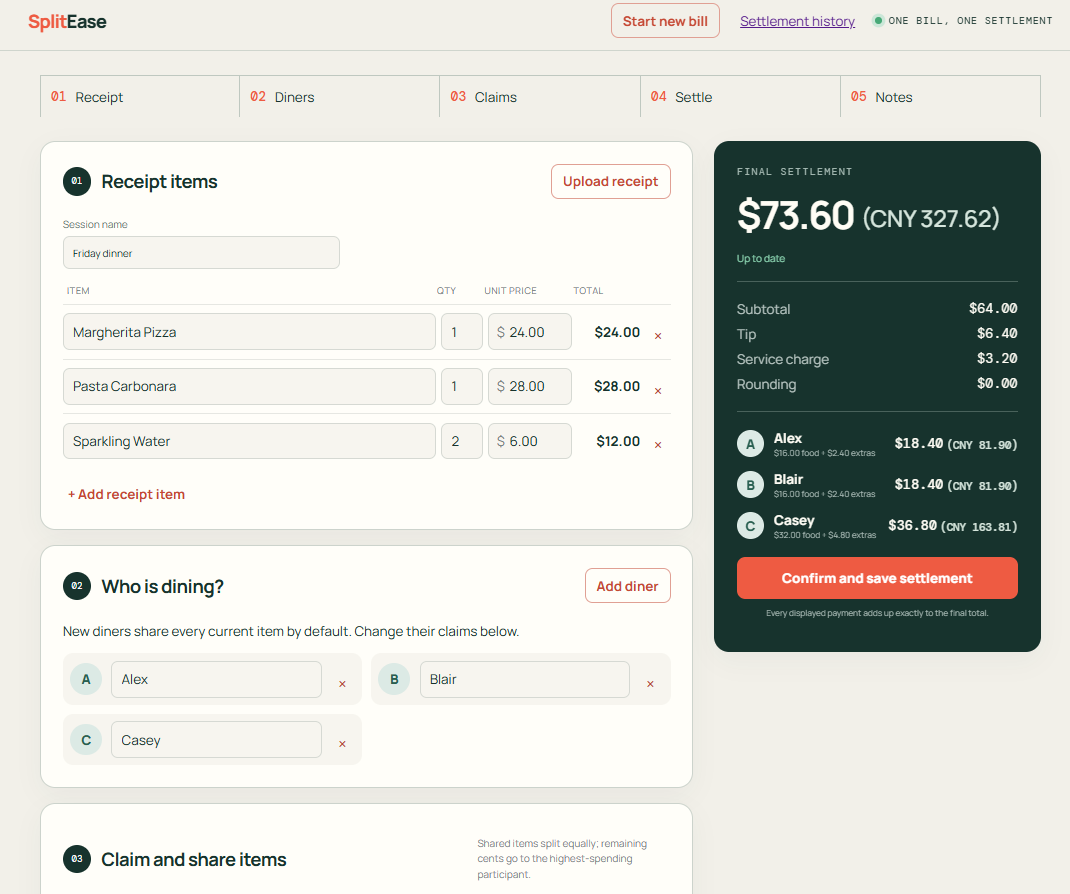 SplitEase
Start new bill
Settlement history
ONE BILL, ONE SETTLEMENT
01 Receipt
02 Diners
03 Claims
04 Settle
05 Notes
01 Receipt items
Upload receipt
Session name
Friday dinner
ITEM QTY UNIT PRICE TOTAL
Margherita Pizza 1 $ 24.00 $24.00 ×
Pasta Carbonara 1 $ 28.00 $28.00 ×
Sparkling Water 2 $ 6.00 $12.00 ×
+ Add receipt item
02 Who is dining?
Add diner
New diners share every current item by default. Change their claims below.
A Alex ×
B Blair ×
C Casey ×
03 Claim and share items
Shared items split equally; remaining
cents go to the highest-spending
participant.
FINAL SETTLEMENT
$73.60 (CNY 327.62)
Up to date
Subtotal $64.00
Tip $6.40
Service charge $3.20
Rounding $0.00
A Alex $18.40 (CNY 81.90)
$16.00 food + $2.40 extras
B Blair $18.40 (CNY 81.90)
$16.00 food + $2.40 extras
C Casey $36.80 (CNY 163.81)
$32.00 food + $4.80 extras
Confirm and save settlement
Every displayed payment adds up exactly to the final total.